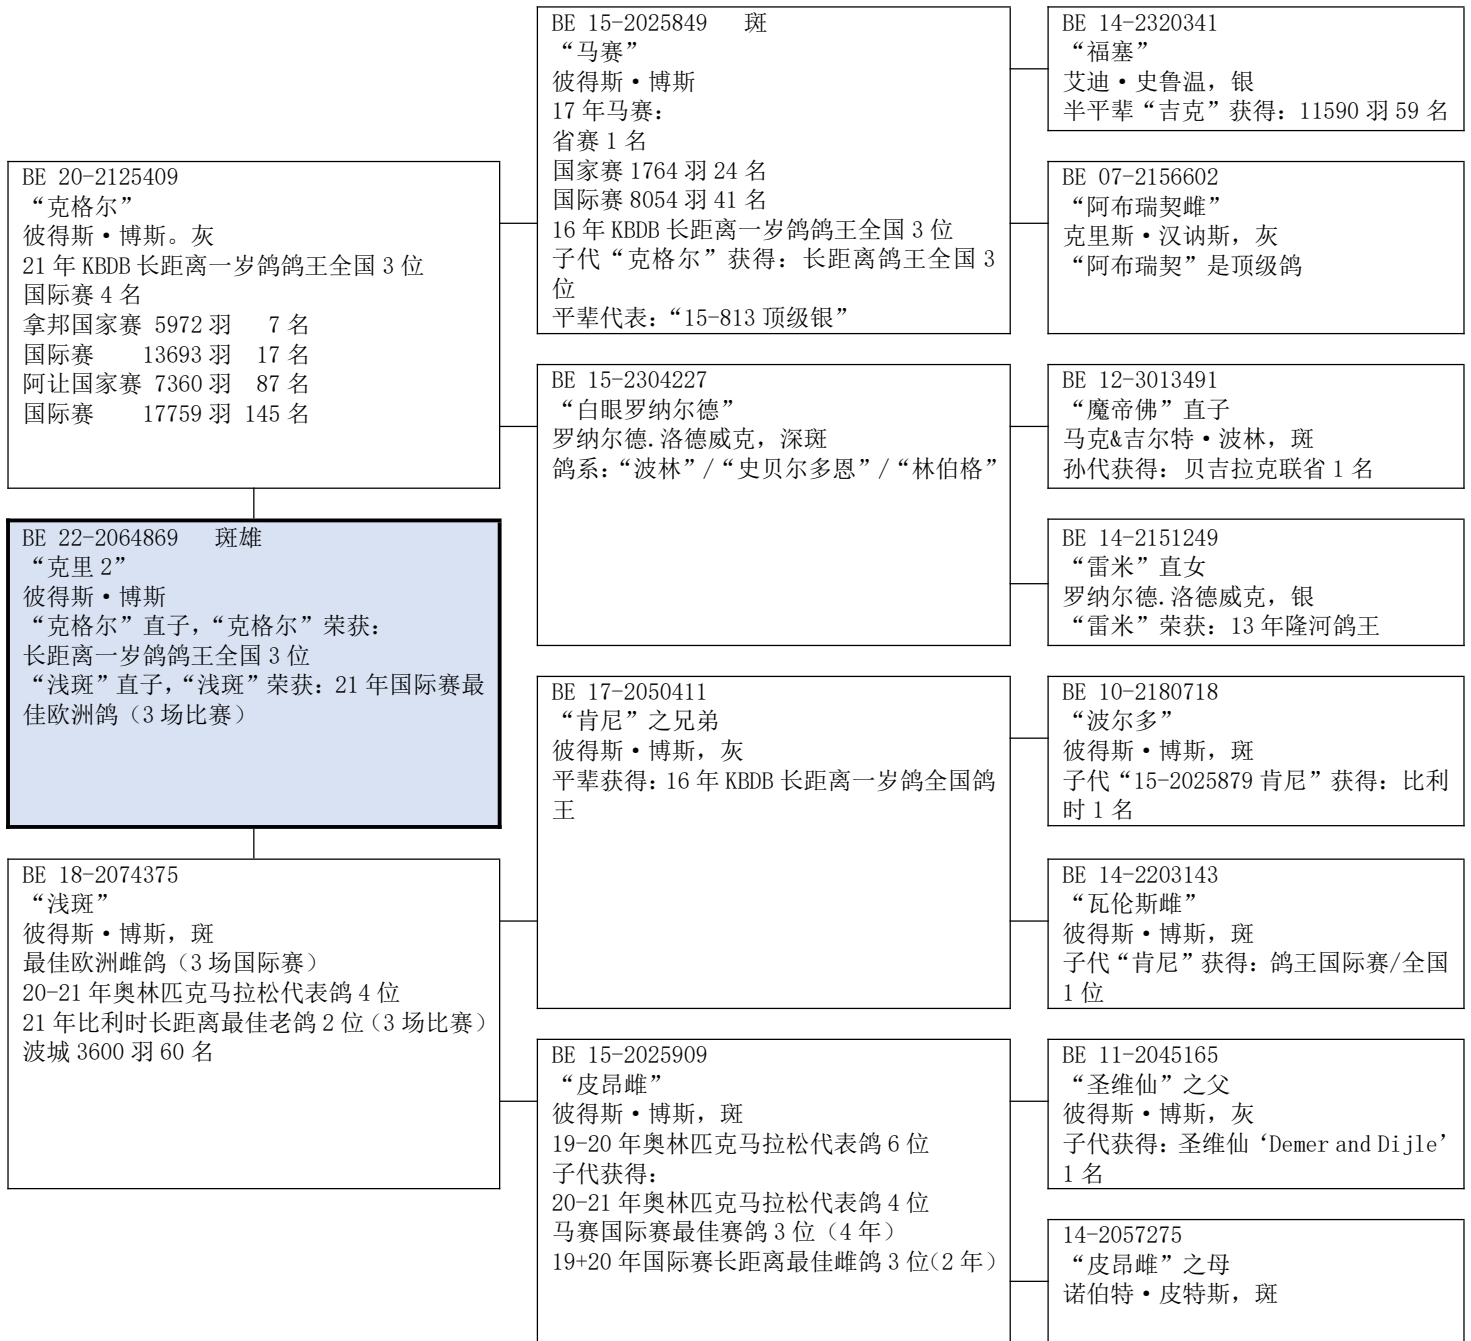 BE 20-2125409
“克格尔”
彼得斯·博斯。灰
21 年 KBDB 长距离一岁鸽鸽王全国 3 位
国际赛 4 名
拿邦国家赛 5972 羽 7 名
国际赛 13693 羽 17 名
阿让国家赛 7360 羽 87 名
国际赛 17759 羽 145 名
BE 22-2064869 斑雄
“克里 2”
彼得斯·博斯
“克格尔”直子，“克格尔”荣获：
长距离一岁鸽鸽王全国 3 位
“浅斑”直子，“浅斑”荣获：21 年国际赛最
佳欧洲鸽（3 场比赛）
BE 18-2074375
“浅斑”
彼得斯·博斯，斑
最佳欧洲雌鸽（3 场国际赛）
20-21 年奥林匹克马拉松代表鸽 4 位
21 年比利时长距离最佳老鸽 2 位（3 场比赛）
波城 3600 羽 60 名
BE 15-2025849 斑
“马赛”
彼得斯·博斯
17 年马赛：
省赛 1 名
国家赛 1764 羽 24 名
国际赛 8054 羽 41 名
16 年 KBDB 长距离一岁鸽鸽王全国 3 位
子代“克格尔”获得：长距离鸽王全国 3
位
平辈代表：“15-813 顶级银”
BE 15-2304227
“白眼罗纳尔德”
罗纳尔德.洛德威克，深斑
鸽系：“波林”/“史贝尔多恩”/“林伯格”
BE 17-2050411
“肯尼”之兄弟
彼得斯·博斯，灰
平辈获得：16 年 KBDB 长距离一岁鸽全国鸽
王
BE 15-2025909
“皮昂雌”
彼得斯·博斯，斑
19-20 年奥林匹克马拉松代表鸽 6 位
子代获得：
20-21 年奥林匹克马拉松代表鸽 4 位
马赛国际赛最佳赛鸽 3 位（4 年）
19+20 年国际赛长距离最佳雌鸽 3 位（2 年）
BE 14-2320341
“福塞”
艾迪·史鲁温，银
半平辈“吉克”获得：11590 羽 59 名
BE 07-2156602
“阿布瑞契雌”
克里斯·汉讷斯，灰
“阿布瑞契”是顶级鸽
BE 12-3013491
“魔帝佛”直子
马克&吉尔特·波林，斑
孙代获得：贝吉拉克联省 1 名
BE 14-2151249
“雷米”直女
罗纳尔德.洛德威克，银
“雷米”荣获：13 年隆河鸽王
BE 10-2180718
“波尔多”
彼得斯·博斯，斑
子代“15-2025879 肯尼”获得：比利
时 1 名
BE 14-2203143
“瓦伦斯雌”
彼得斯·博斯，斑
子代“肯尼”获得：鸽王国际赛/全国
1 位
BE 11-2045165
“圣维仙”之父
彼得斯·博斯，灰
子代获得：圣维仙‘Demer and Dijle’
1 名
14-2057275
“皮昂雌”之母
诺伯特·皮特斯，斑